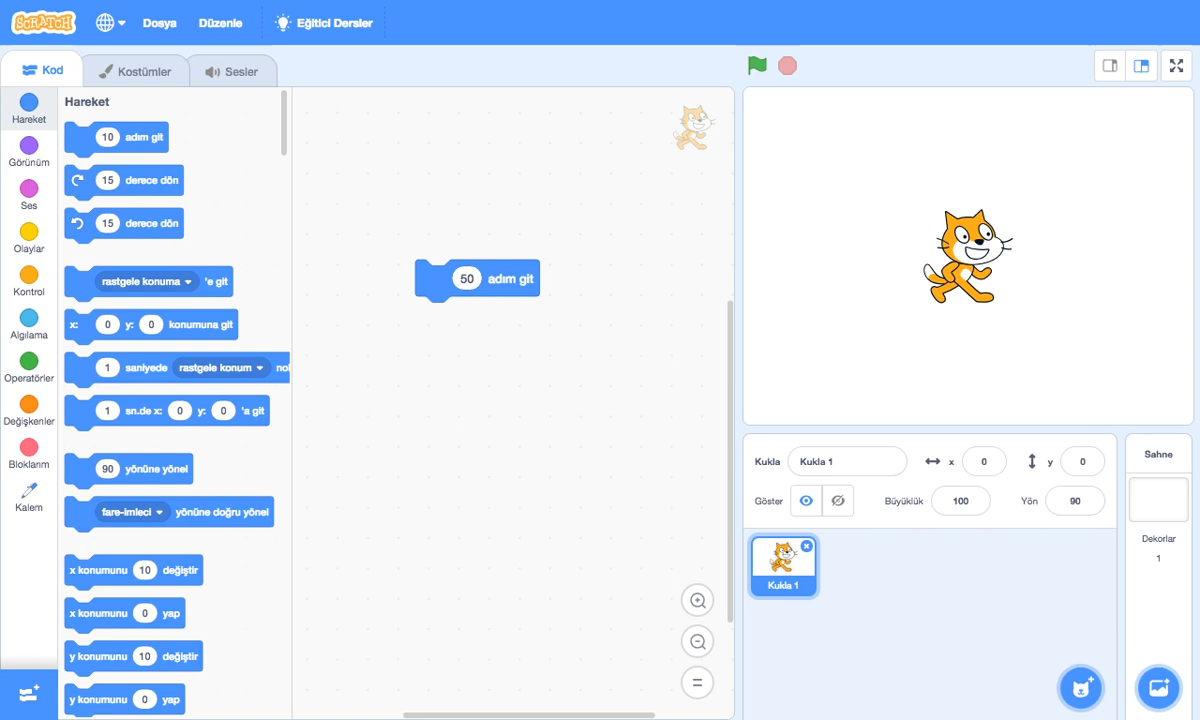 SCRATCH
Dosya
Düzenle
Eğitici Dersler
Kod
Kostümler
Sesler
Hareket
Görünüm
Ses
Olaylar
Kontrol
Algılama
Operatörler
Değişkenler
Bloklarım
Kalem
Hareket
10 adım git
15 derece dön
15 derece dön
rastgele konuma 'e git
x: 0 y: 0 konumuna git
1 saniyede rastgele konum
1 sn.de x: 0 y: 0 'a git
90 yönüne yönel
fare-imleci yönüne doğru yönel
x konumunu 10 değiştir
x konumunu 0 yap
y konumunu 10 değiştir
y konumunu 0 yap
50 adım git
Kukla Kukla 1 x 0 y 0
Göster Büyüklük 100 Yön 90
Kukla 1
Sahne
Dekorlar
1